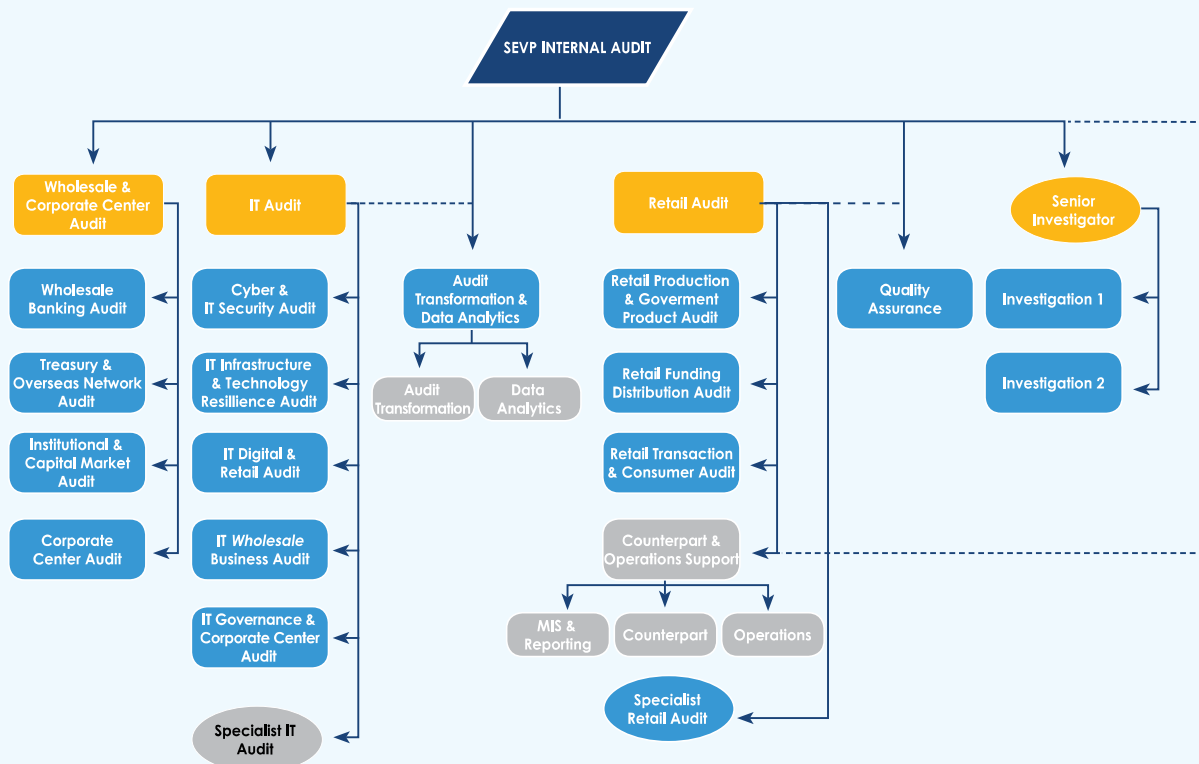 SEVP INTERNAL AUDIT
Wholesale &
Corporate Center
Audit
IT Audit
Retail Audit
Senior
Investigator
Wholesale
Banking Audit
Treasury &
Overseas Network
Audit
Institutional &
Capital Market
Audit
Corporate
Center Audit
Cyber &
IT Security Audit
IT Infrastructure
& Technology
Resillience Audit
IT Digital &
Retail Audit
IT Wholesale
Business Audit
IT Governance &
Corporate Center
Audit
Specialist IT
Audit
Audit
Transformation &
Data Analytics
Audit
Transformation
Data
Analytics
Retail Production
& Goverment
Product Audit
Retail Funding
Distribution Audit
Retail Transaction
& Consumer Audit
Counterpart &
Operations Support
MIS &
Reporting
Counterpart
Operations
Specialist
Retail Audit
Quality
Assurance
Investigation 1
Investigation 2